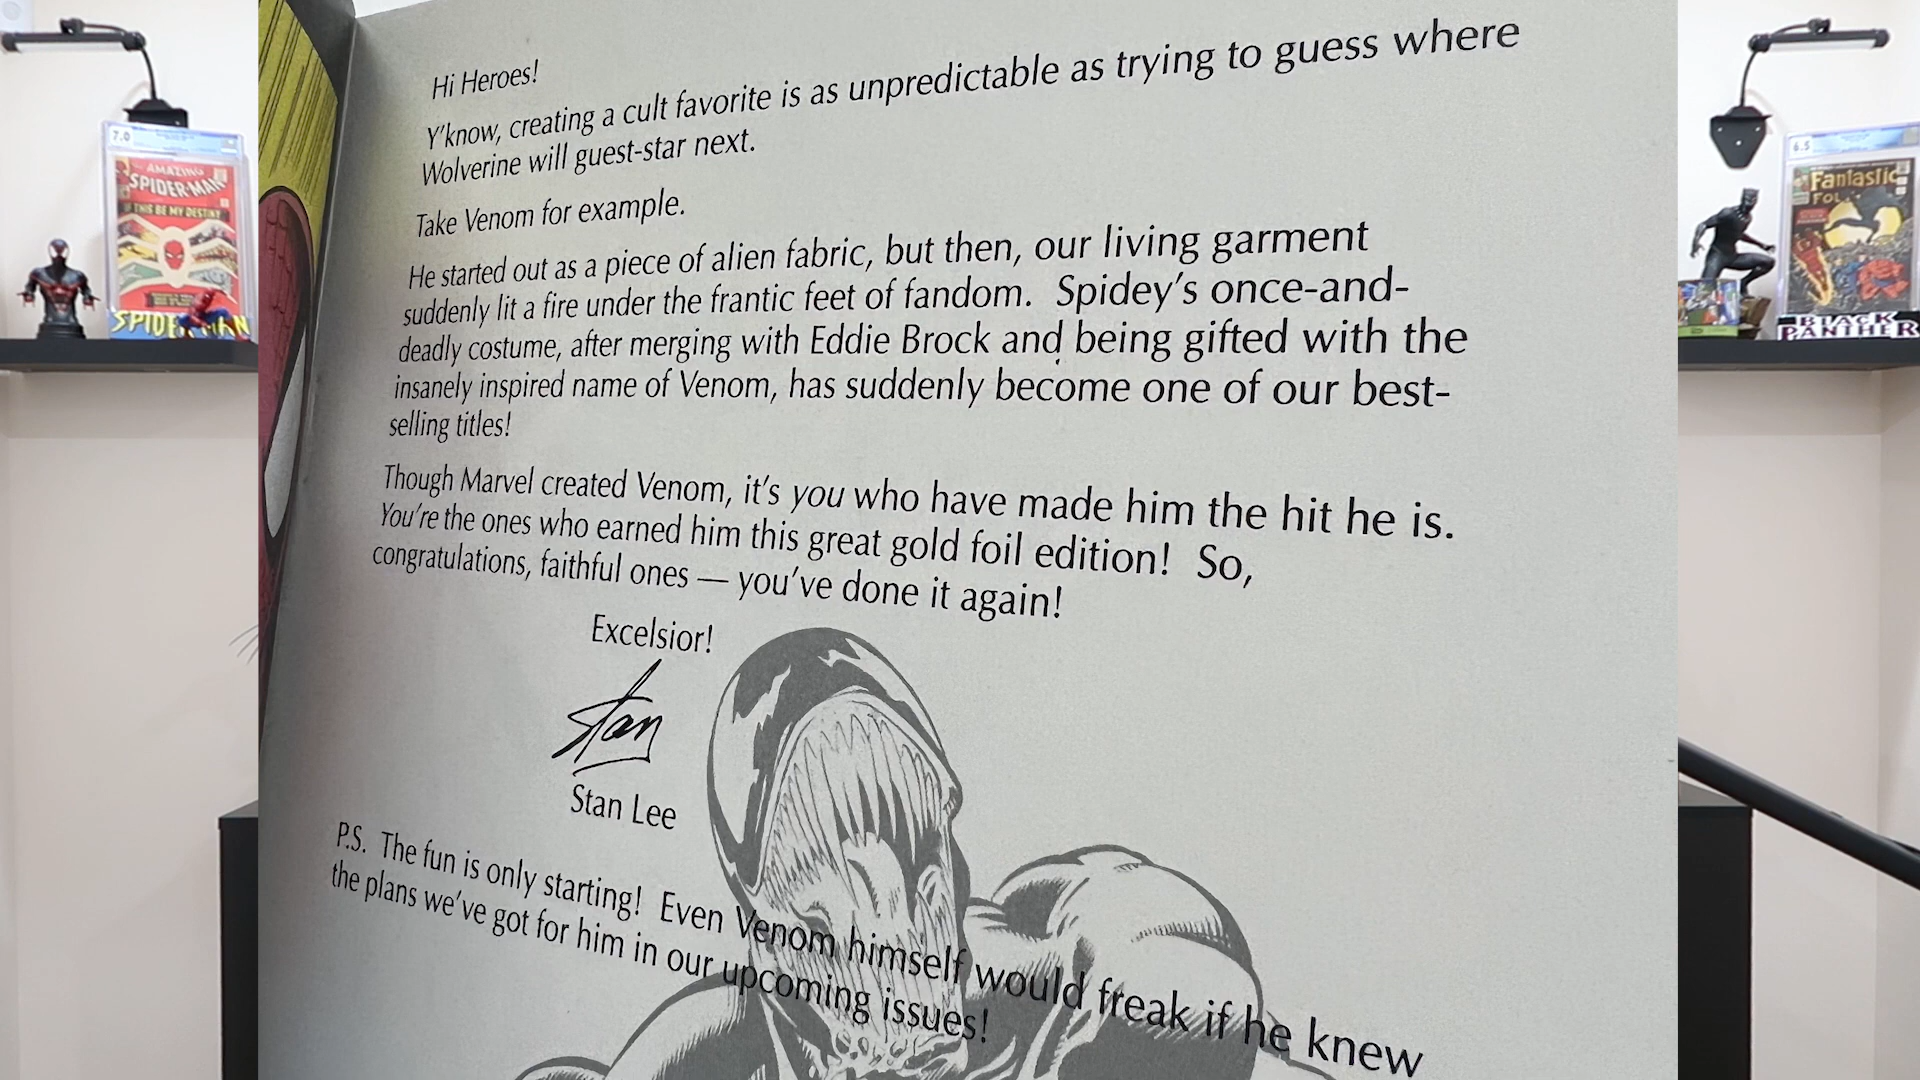 Hi Heroes!
Y'know, creating a cult favorite is as unpredictable as trying to guess where
Wolverine will guest-star next.
Take Venom for example.
He started out as a piece of alien fabric, but then, our living garment
suddenly lit a fire under the frantic feet of fandom. Spidey's once-and-
deadly costume, after merging with Eddie Brock and being gifted with the
insanely inspired name of Venom, has suddenly become one of our best-
selling titles!
Though Marvel created Venom, it's you who have made him the hit he is.
You're the ones who earned him this great gold foil edition! So,
congratulations, faithful ones — you've done it again!
Excelsior!
Stan
Stan Lee
P.S. The fun is only starting! Even Venom himself would freak if he knew
the plans we've got for him in our upcoming issues!
7.0
AMAZING
SPIDER-MAN
IF THIS BE MY DESTINY
SPIDER-MAN
6.5
Fantastic
BLACK
PANTHER